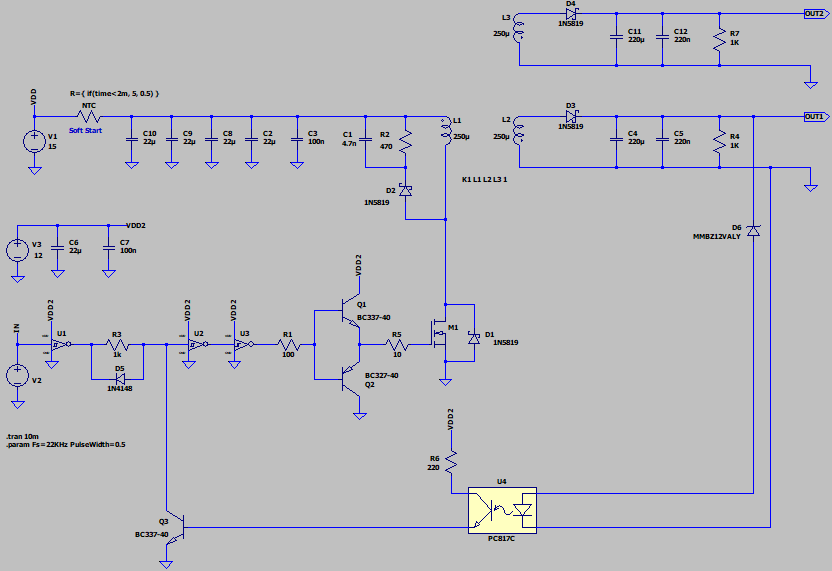 D4
OUT2
L3
1N5819
250µ
C11
220µ
C12
220n
R7
1K
VDD
R={ if(time<2m, 5, 0.5) }
NTC
Soft Start
V1
15
C10
22µ
C9
22µ
C8
22µ
C2
22µ
C3
100n
C1
4.7n
R2
470
L1
250µ
L2
250µ
D3
1N5819
OUT1
C4
220µ
C5
220n
R4
1K
D2
1N5819
K1 L1 L2 L3 1
VDD2
V3
12
C6
22µ
C7
100n
D6
MMBZ12VALY
VDD2
Q1
BC337-40
IN
VDD2
U1
R3
1k
D5
1N4148
VDD2
U2
VDD2
U3
R1
100
R5
10
M1
D1
1N5819
BC327-40
Q2
V2
.tran 10m
.param Fs=22KHz PulseWidth=0.5
VDD2
R6
220
U4
PC817C
Q3
BC337-40